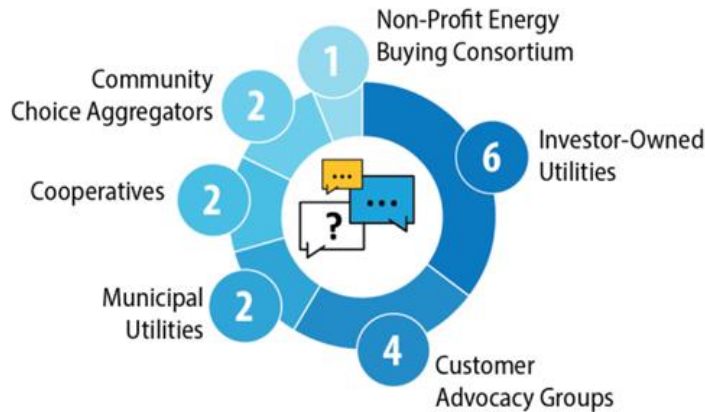 Non-Profit Energy
Buying Consortium
1
Investor-Owned
Utilities
6
Customer
Advocacy Groups
4
Municipal
Utilities
2
Cooperatives
2
Community
Choice Aggregators
2
?